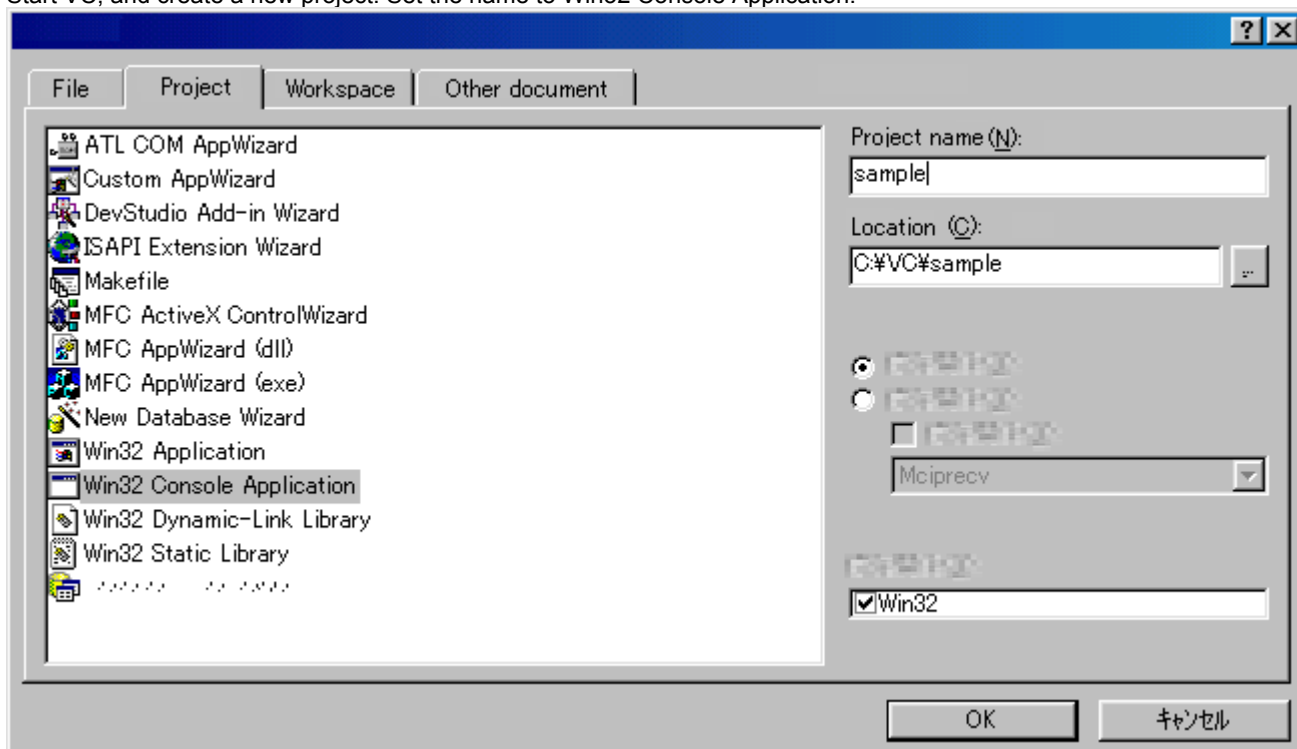 Start VC, and create a new project. Set the name to Win32 Console Application.
File Project Workspace Other document
ATL COM AppWizard
Custom AppWizard
DevStudio Add-in Wizard
ISAPI Extension Wizard
Makefile
MFC ActiveX ControlWizard
MFC AppWizard (dll)
MFC AppWizard (exe)
New Database Wizard
Win32 Application
Win32 Console Application
Win32 Dynamic-Link Library
Win32 Static Library
Project name (N):
sample
Location (C):
C:¥VC¥sample
...
Mciprecv
Win32
OK キャンセル